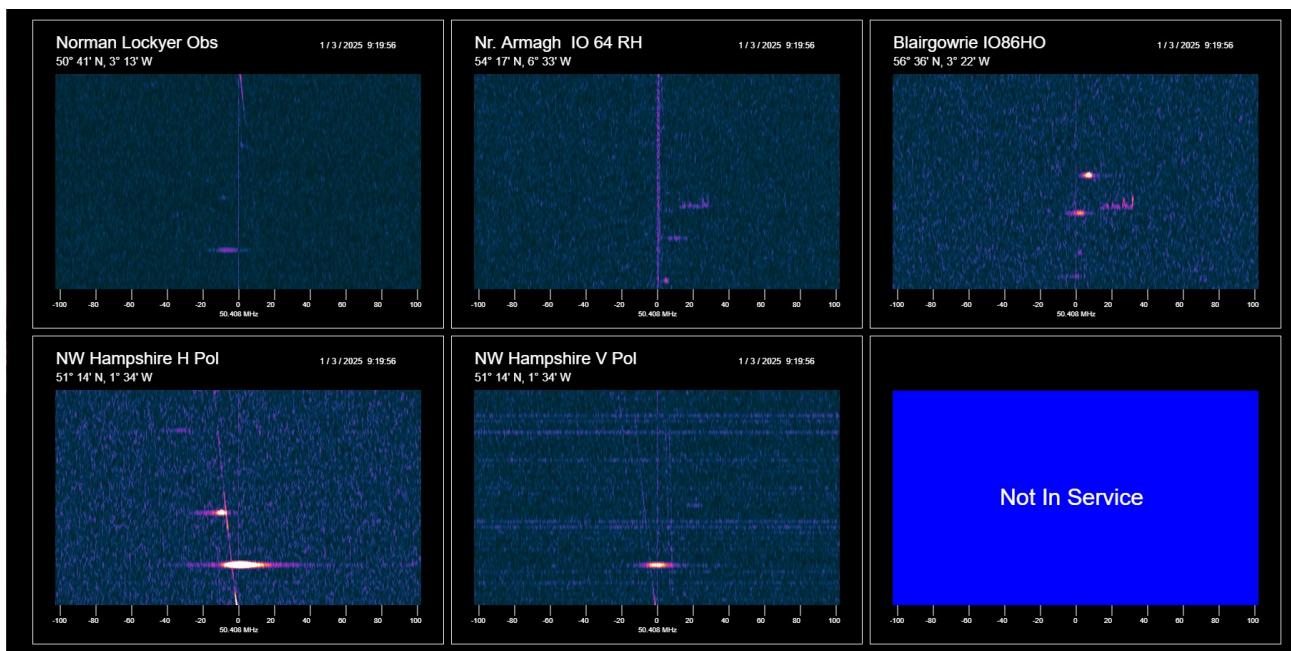 Norman Lockyer Obs 1 / 3 / 2025 9:19:56
50° 41' N, 3° 13' W
-100 -80 -60 -40 -20 0 20 40 60 80 100
50.408 MHz
Nr. Armagh IO 64 RH 1 / 3 / 2025 9:19:56
54° 17' N, 6° 33' W
-100 -80 -60 -40 -20 0 20 40 60 80 100
50.408 MHz
Blairgowrie IO86HO 1 / 3 / 2025 9:19:56
56° 36' N, 3° 22' W
-100 -80 -60 -40 -20 0 20 40 60 80 100
50.408 MHz
NW Hampshire H Pol 1 / 3 / 2025 9:19:56
51° 14' N, 1° 34' W
-100 -80 -60 -40 -20 0 20 40 60 80 100
50.408 MHz
NW Hampshire V Pol 1 / 3 / 2025 9:19:56
51° 14' N, 1° 34' W
-100 -80 -60 -40 -20 0 20 40 60 80 100
50.408 MHz
Not In Service
-100 -80 -60 -40 -20 0 20 40 60 80 100